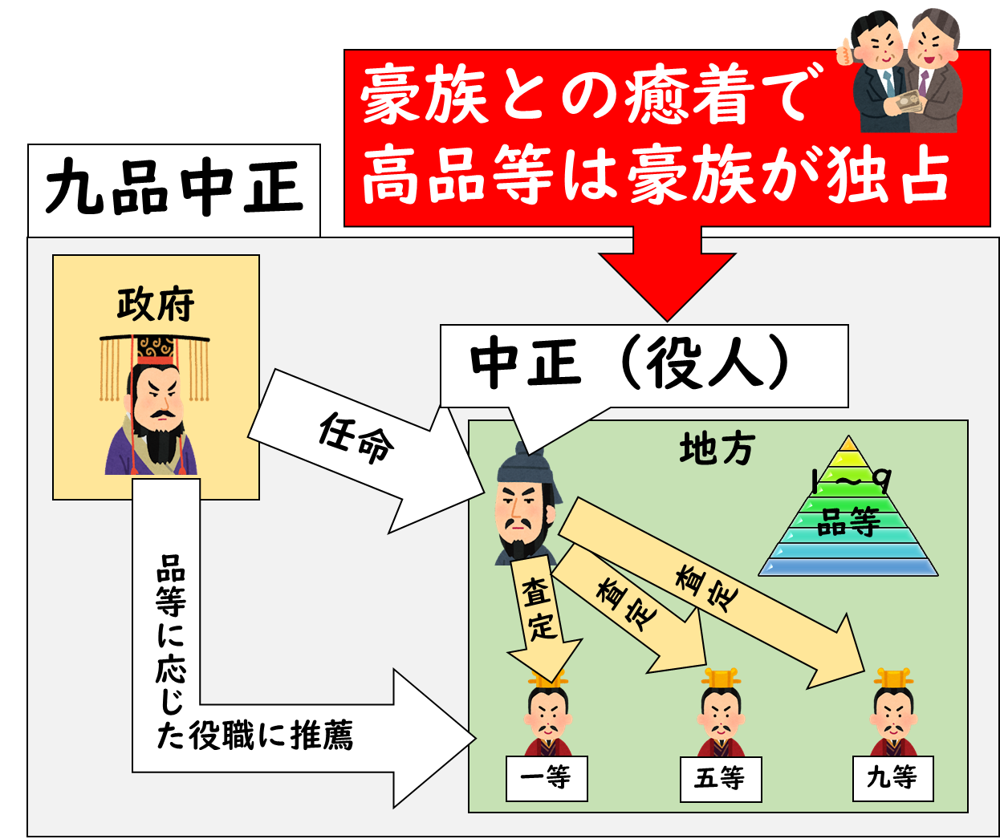 豪族との癒着で
高品等は豪族が独占
九品中正
政府
中正（役人）
任命
地方
1～9
品等
査定
査定
査定
品等に応じ
た役職に推薦
一等
五等
九等